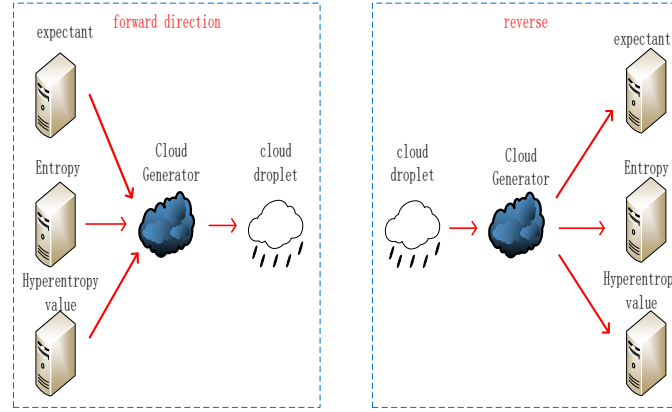 forward direction
expectant
Entropy
Hyperentropy
value
Cloud
Generator
cloud
droplet
reverse
cloud
droplet
Cloud
Generator
expectant
Entropy
Hyperentrop
value